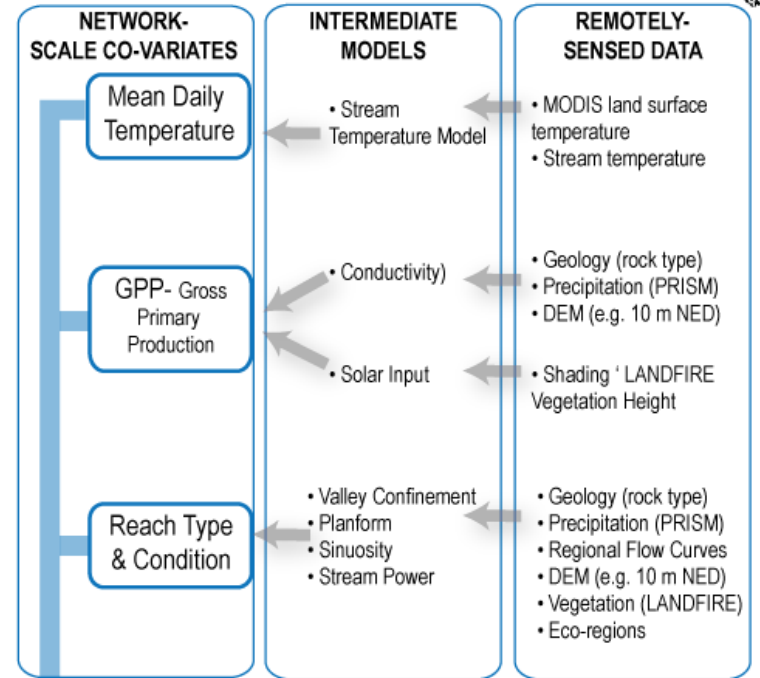 NETWORK-
SCALE CO-VARIATES
Mean Daily
Temperature
GPP- Gross
Primary
Production
Reach Type
& Condition
INTERMEDIATE
MODELS
• Stream
Temperature Model
• Conductivity)
• Solar Input
• Valley Confinement
• Planform
• Sinuosity
• Stream Power
REMOTELY-
SENSED DATA
• MODIS land surface
temperature
• Stream temperature
• Geology (rock type)
• Precipitation (PRISM)
• DEM (e.g. 10 m NED)
• Shading ‘ LANDFIRE
Vegetation Height
• Geology (rock type)
• Precipitation (PRISM)
• Regional Flow Curves
• DEM (e.g. 10 m NED)
• Vegetation (LANDFIRE)
• Eco-regions